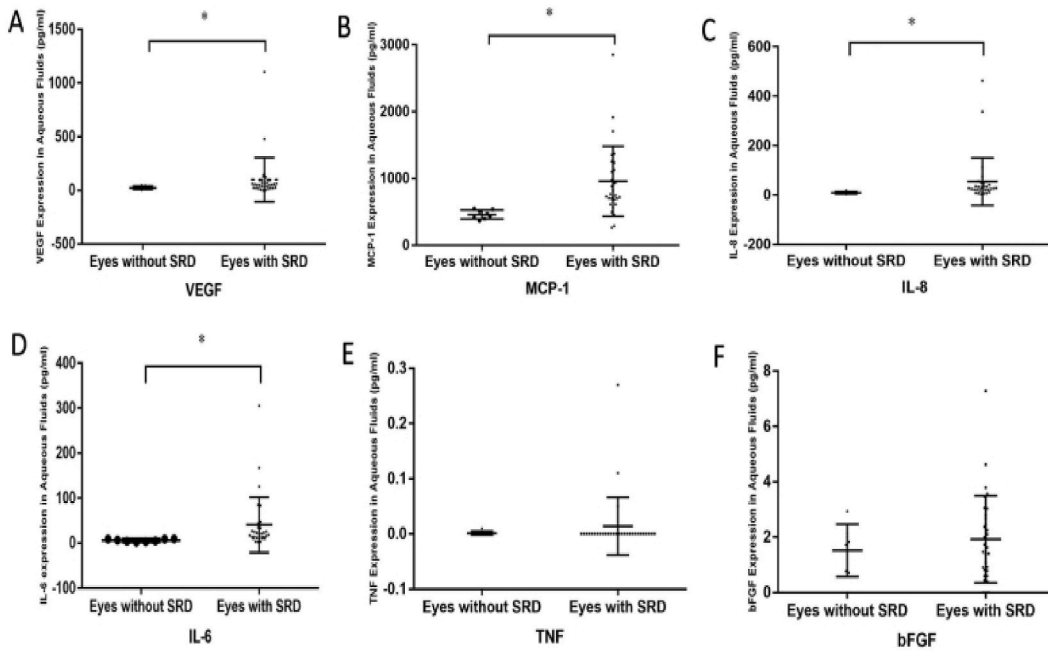 A
*
VEGF Expression in Aqueous Fluids (pg/ml)
1500
1000
500
0
-500
Eyes without SRD
Eyes with SRD
VEGF
B
*
MCP-1 Expression in Aqueous Fluids (pg/ml)
3000
2000
1000
0
Eyes without SRD
Eyes with SRD
MCP-1
C
*
IL-8 Expression in Aqueous Fluids (pg/ml)
600
400
200
0
-200
Eyes without SRD
Eyes with SRD
IL-8
D
*
IL-6 expression in Aqueous Fluids (pg/ml)
400
300
200
100
0
-100
Eyes without SRD
Eyes with SRD
IL-6
E
TNF Expression in Aqueous Fluids (pg/ml)
0.3
0.2
0.1
0.0
-0.1
Eyes without SRD
Eyes with SRD
TNF
F
bFGF Expression in Aqueous Fluids (pg/ml)
8
6
4
2
0
Eyes without SRD
Eyes with SRD
bFGF